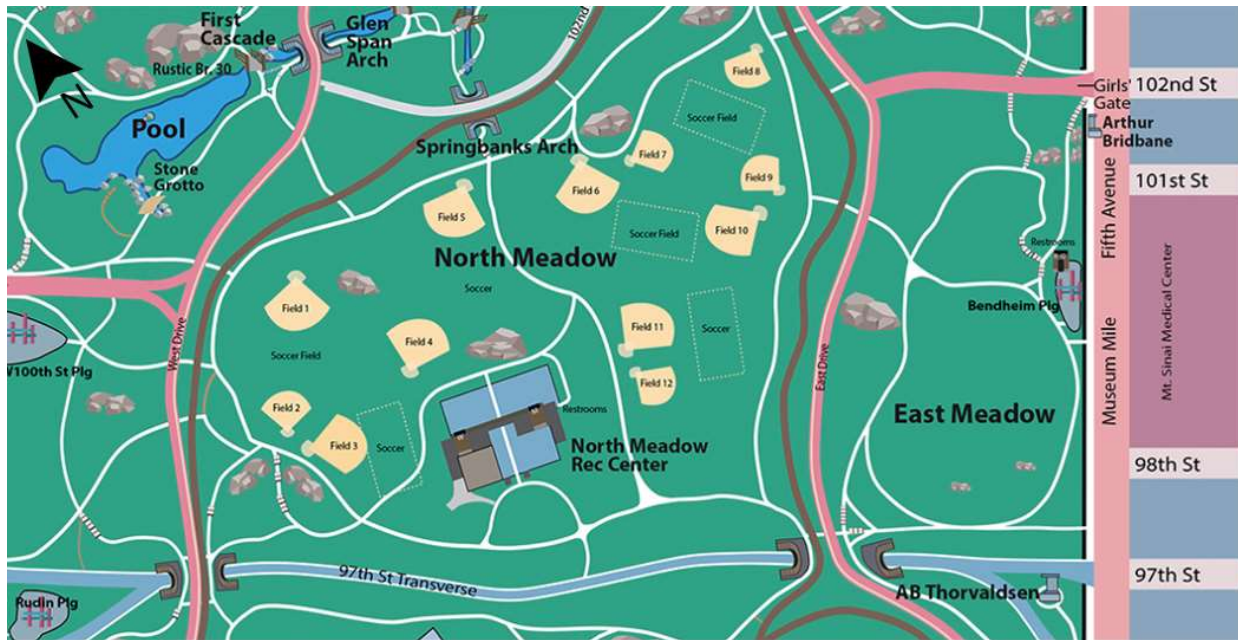 First
Cascade
Glen
Span
Arch
Rustic Br. 30
102nd
N
Pool
Stone
Grotto
Springbanks Arch
Field 8
Soccer Field
Field 7
Field 6
Field 9
Field 5
Field 10
Soccer Field
North Meadow
Soccer
Field 1
Field 4
Field 11
Soccer
Soccer Field
Field 12
Field 2
Field 3
Soccer
Restrooms
North Meadow
Rec Center
West Drive
East Drive
W100th St Plg
97th St Transverse
Rudin Plg
Girls'
Gate
102nd St
Arthur
Bridbane
101st St
Fifth Avenue
Restrooms
Bendheim Plg
Museum Mile
Mt. Sinai Medical Center
East Meadow
98th St
97th St
AB Thorvaldsen